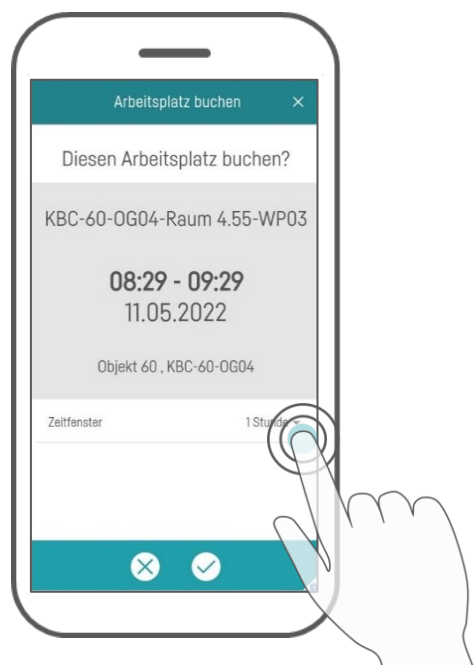 Arbeitsplatz buchen
Diesen Arbeitsplatz buchen?
KBC-60-OG04-Raum 4.55-WP03
08:29 - 09:29
11.05.2022
Objekt 60 , KBC-60-OG04
Zeitfenster 1 Stunde